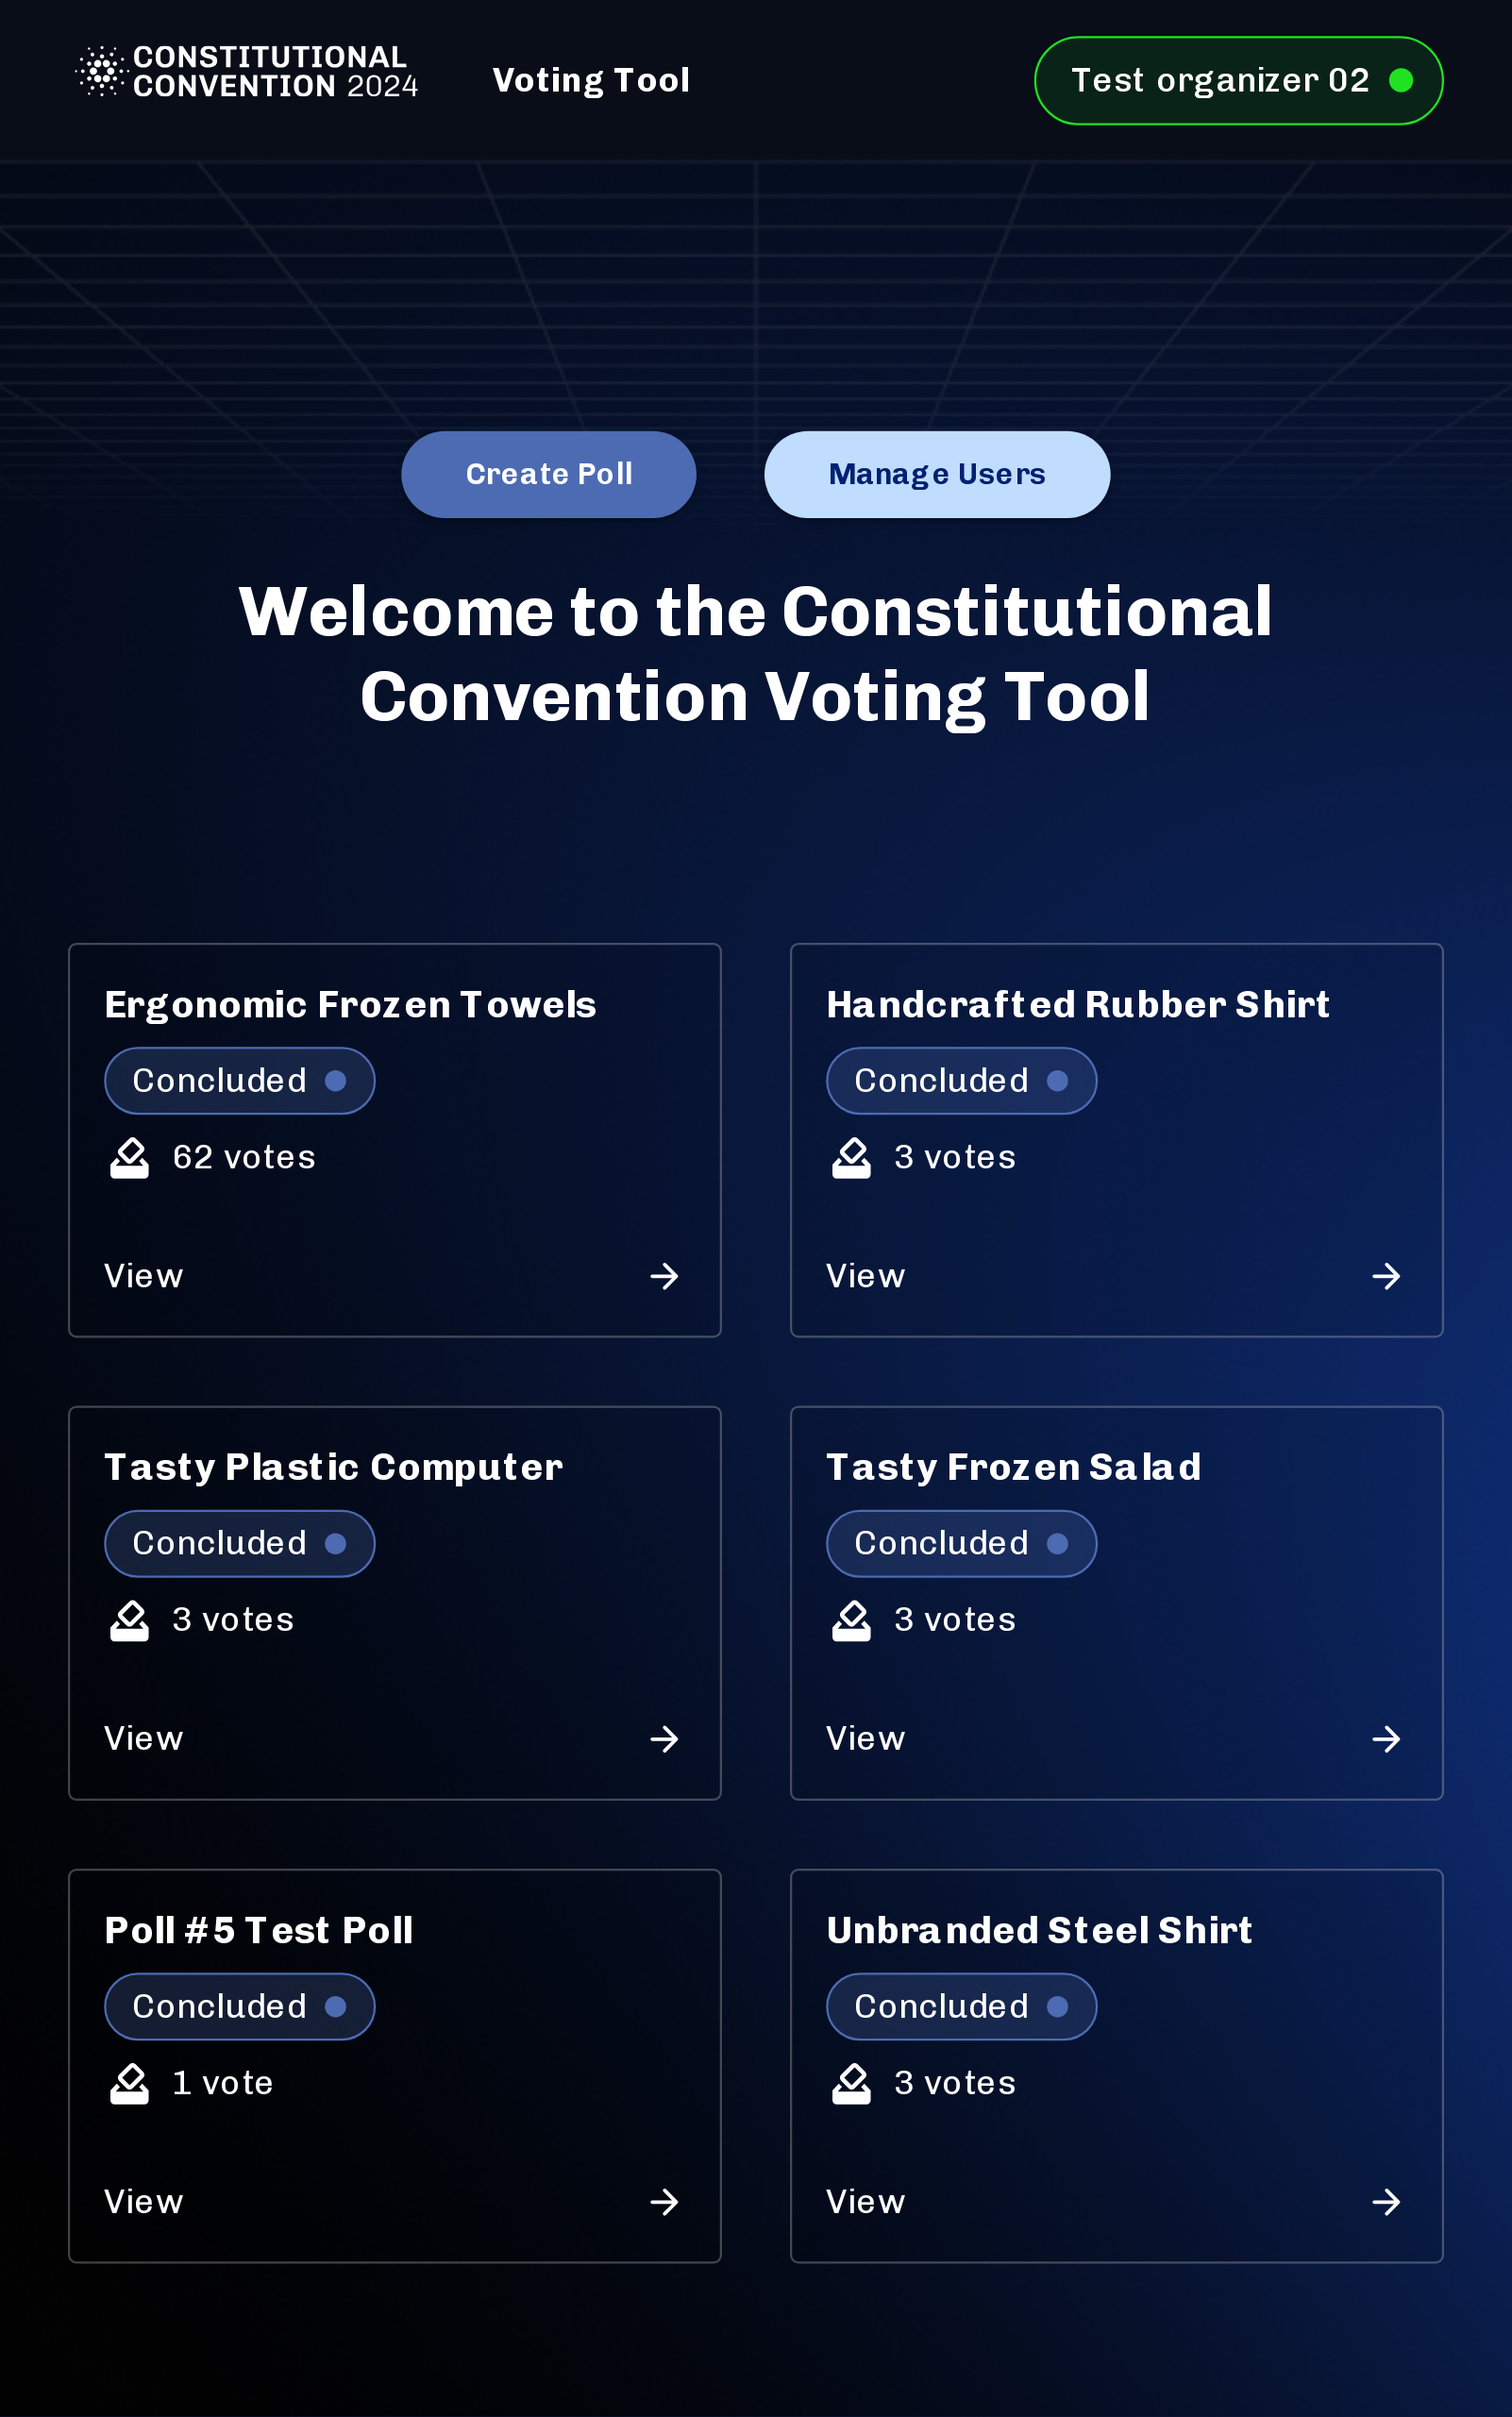 CONSTITUTIONAL
CONVENTION 2024
Voting Tool
Test organizer 02
Create Poll
Manage Users
Welcome to the Constitutional
Convention Voting Tool
Ergonomic Frozen Towels
Concluded
62 votes
View
Handcrafted Rubber Shirt
Concluded
3 votes
View
Tasty Plastic Computer
Concluded
3 votes
View
Tasty Frozen Salad
Concluded
3 votes
View
Poll #5 Test Poll
Concluded
1 vote
View
Unbranded Steel Shirt
Concluded
3 votes
View